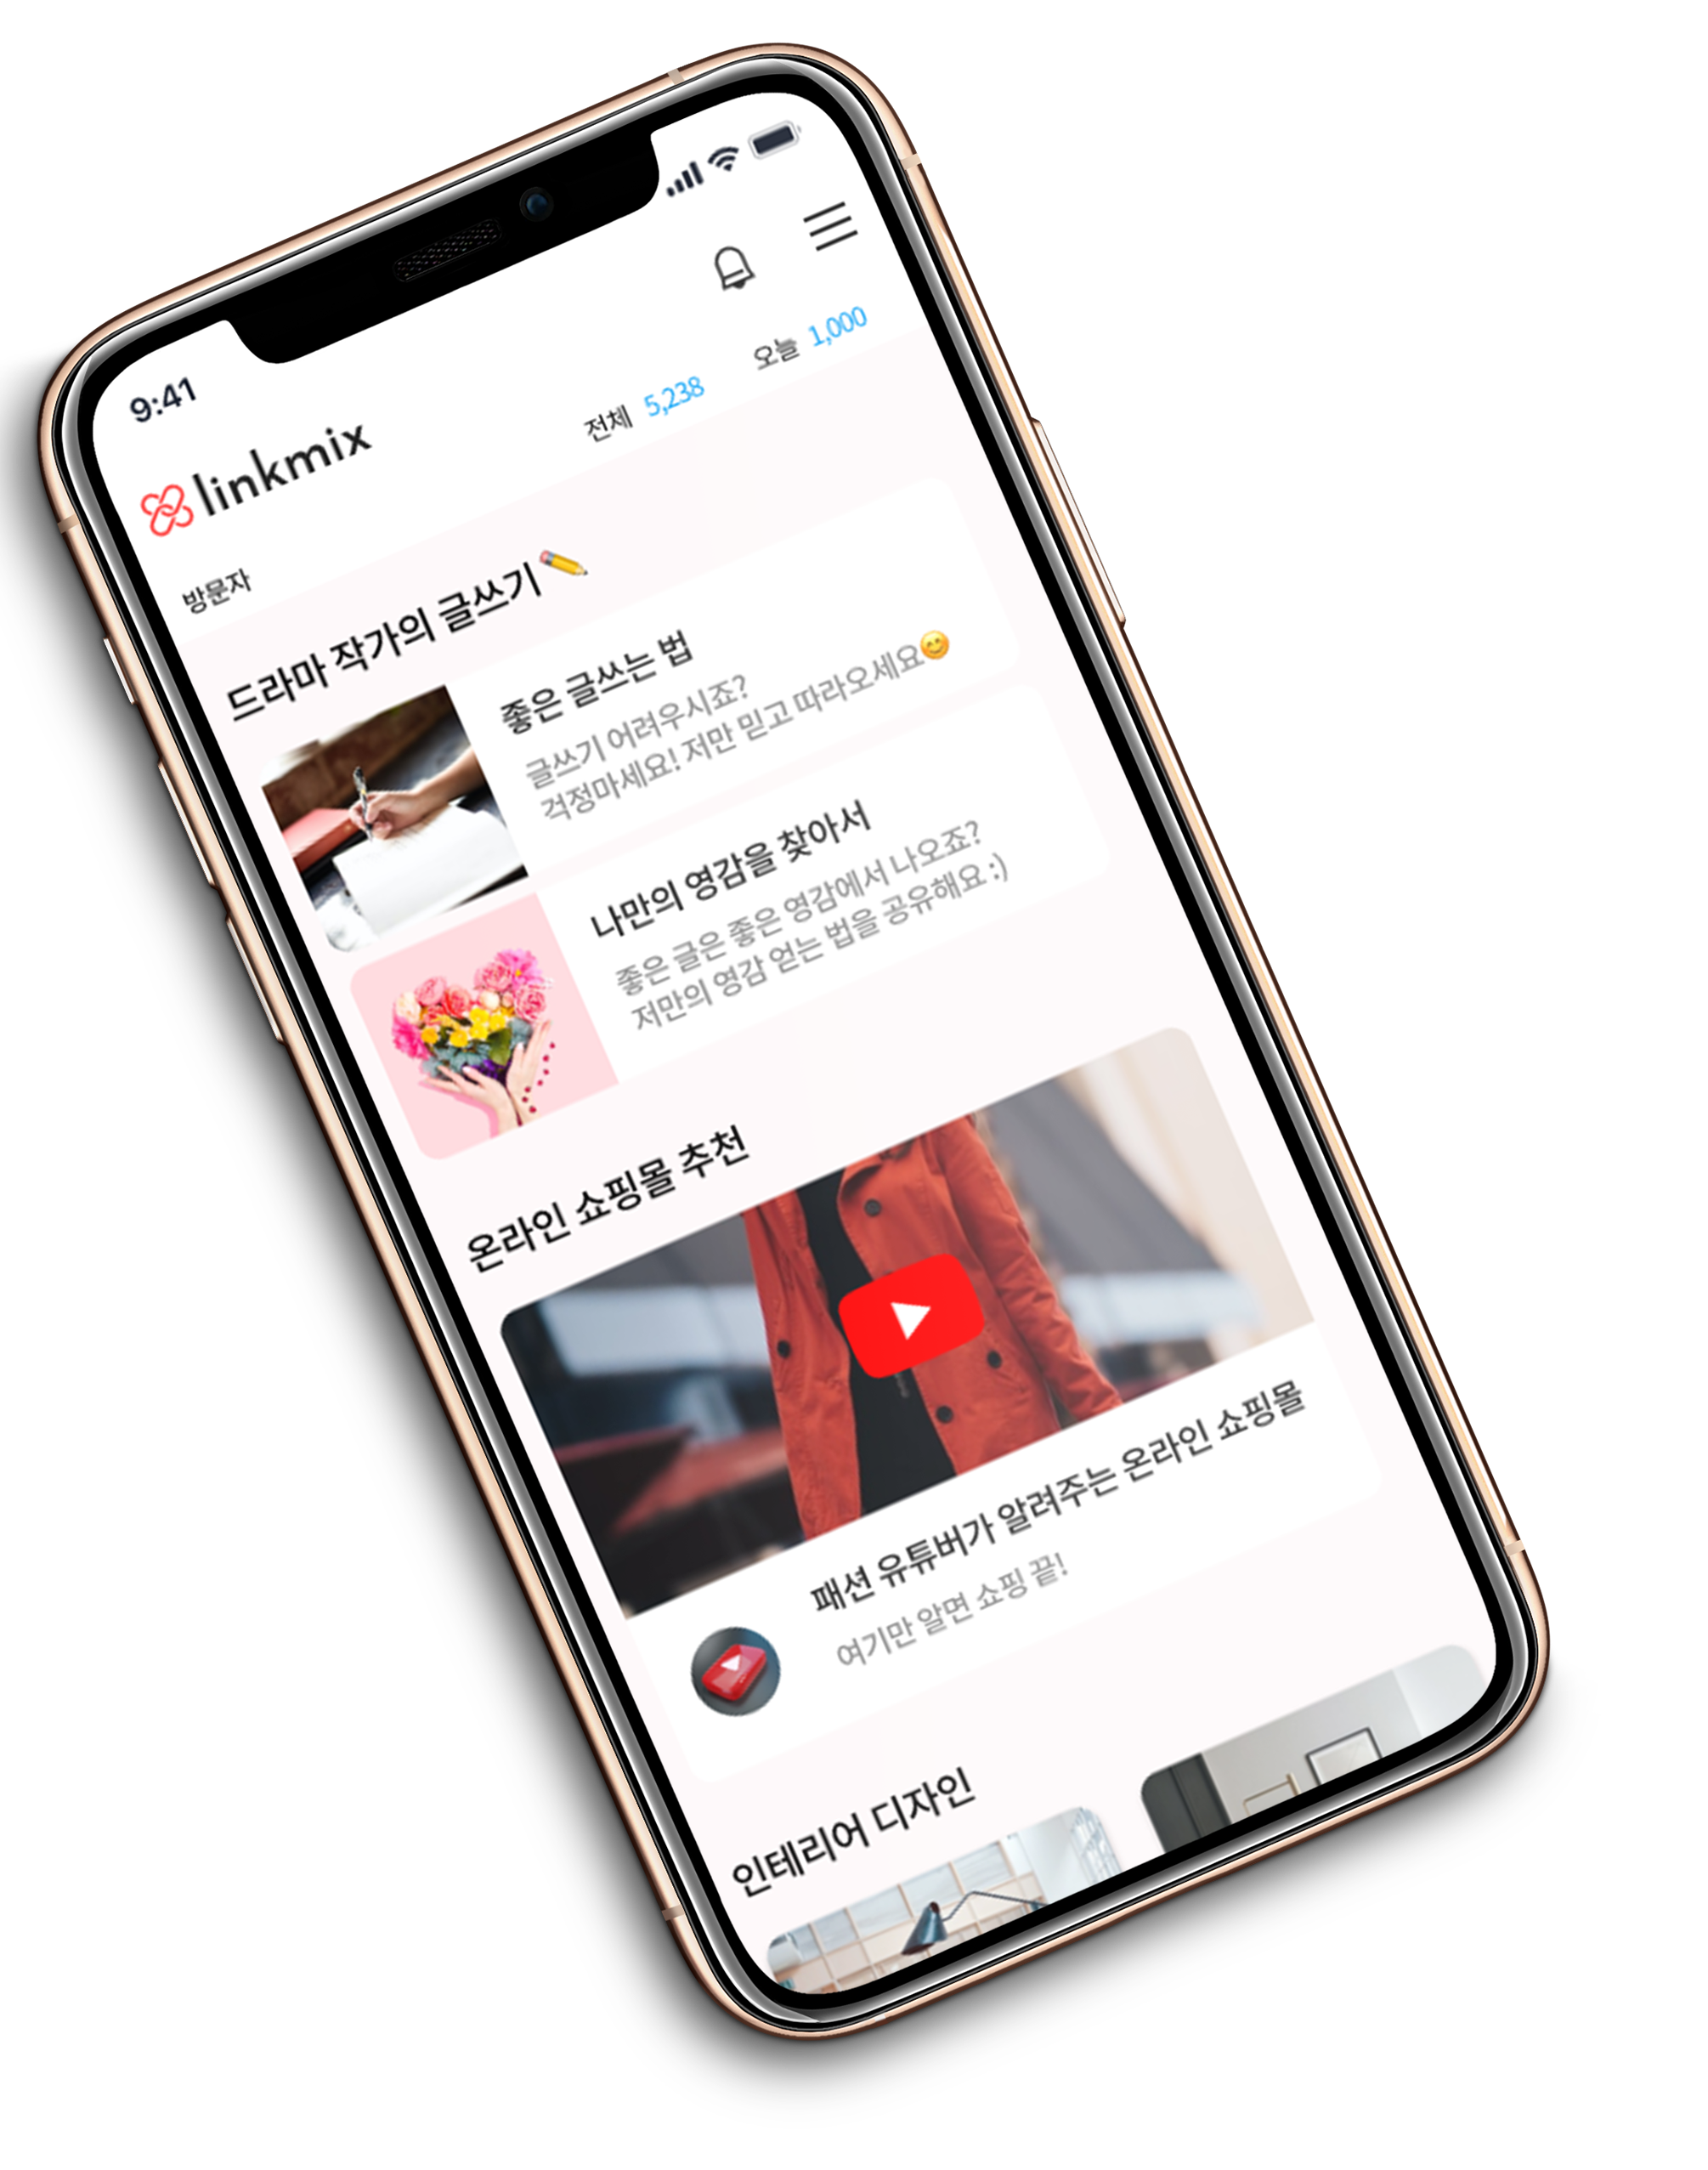 9:41
linkmix
방문자 전체 5,238 오늘 1,000
드라마 작가의 글쓰기✏️
좋은 글쓰는 법
글쓰기 어려우시죠?
걱정마세요! 저만 믿고 따라오세요😊
나만의 영감을 찾아서
좋은 글은 좋은 영감에서 나오죠?
저만의 영감 얻는 법을 공유해요 :)
온라인 쇼핑몰 추천
패션 유튜버가 알려주는 온라인 쇼핑몰
여기만 알면 쇼핑 끝!
인테리어 디자인